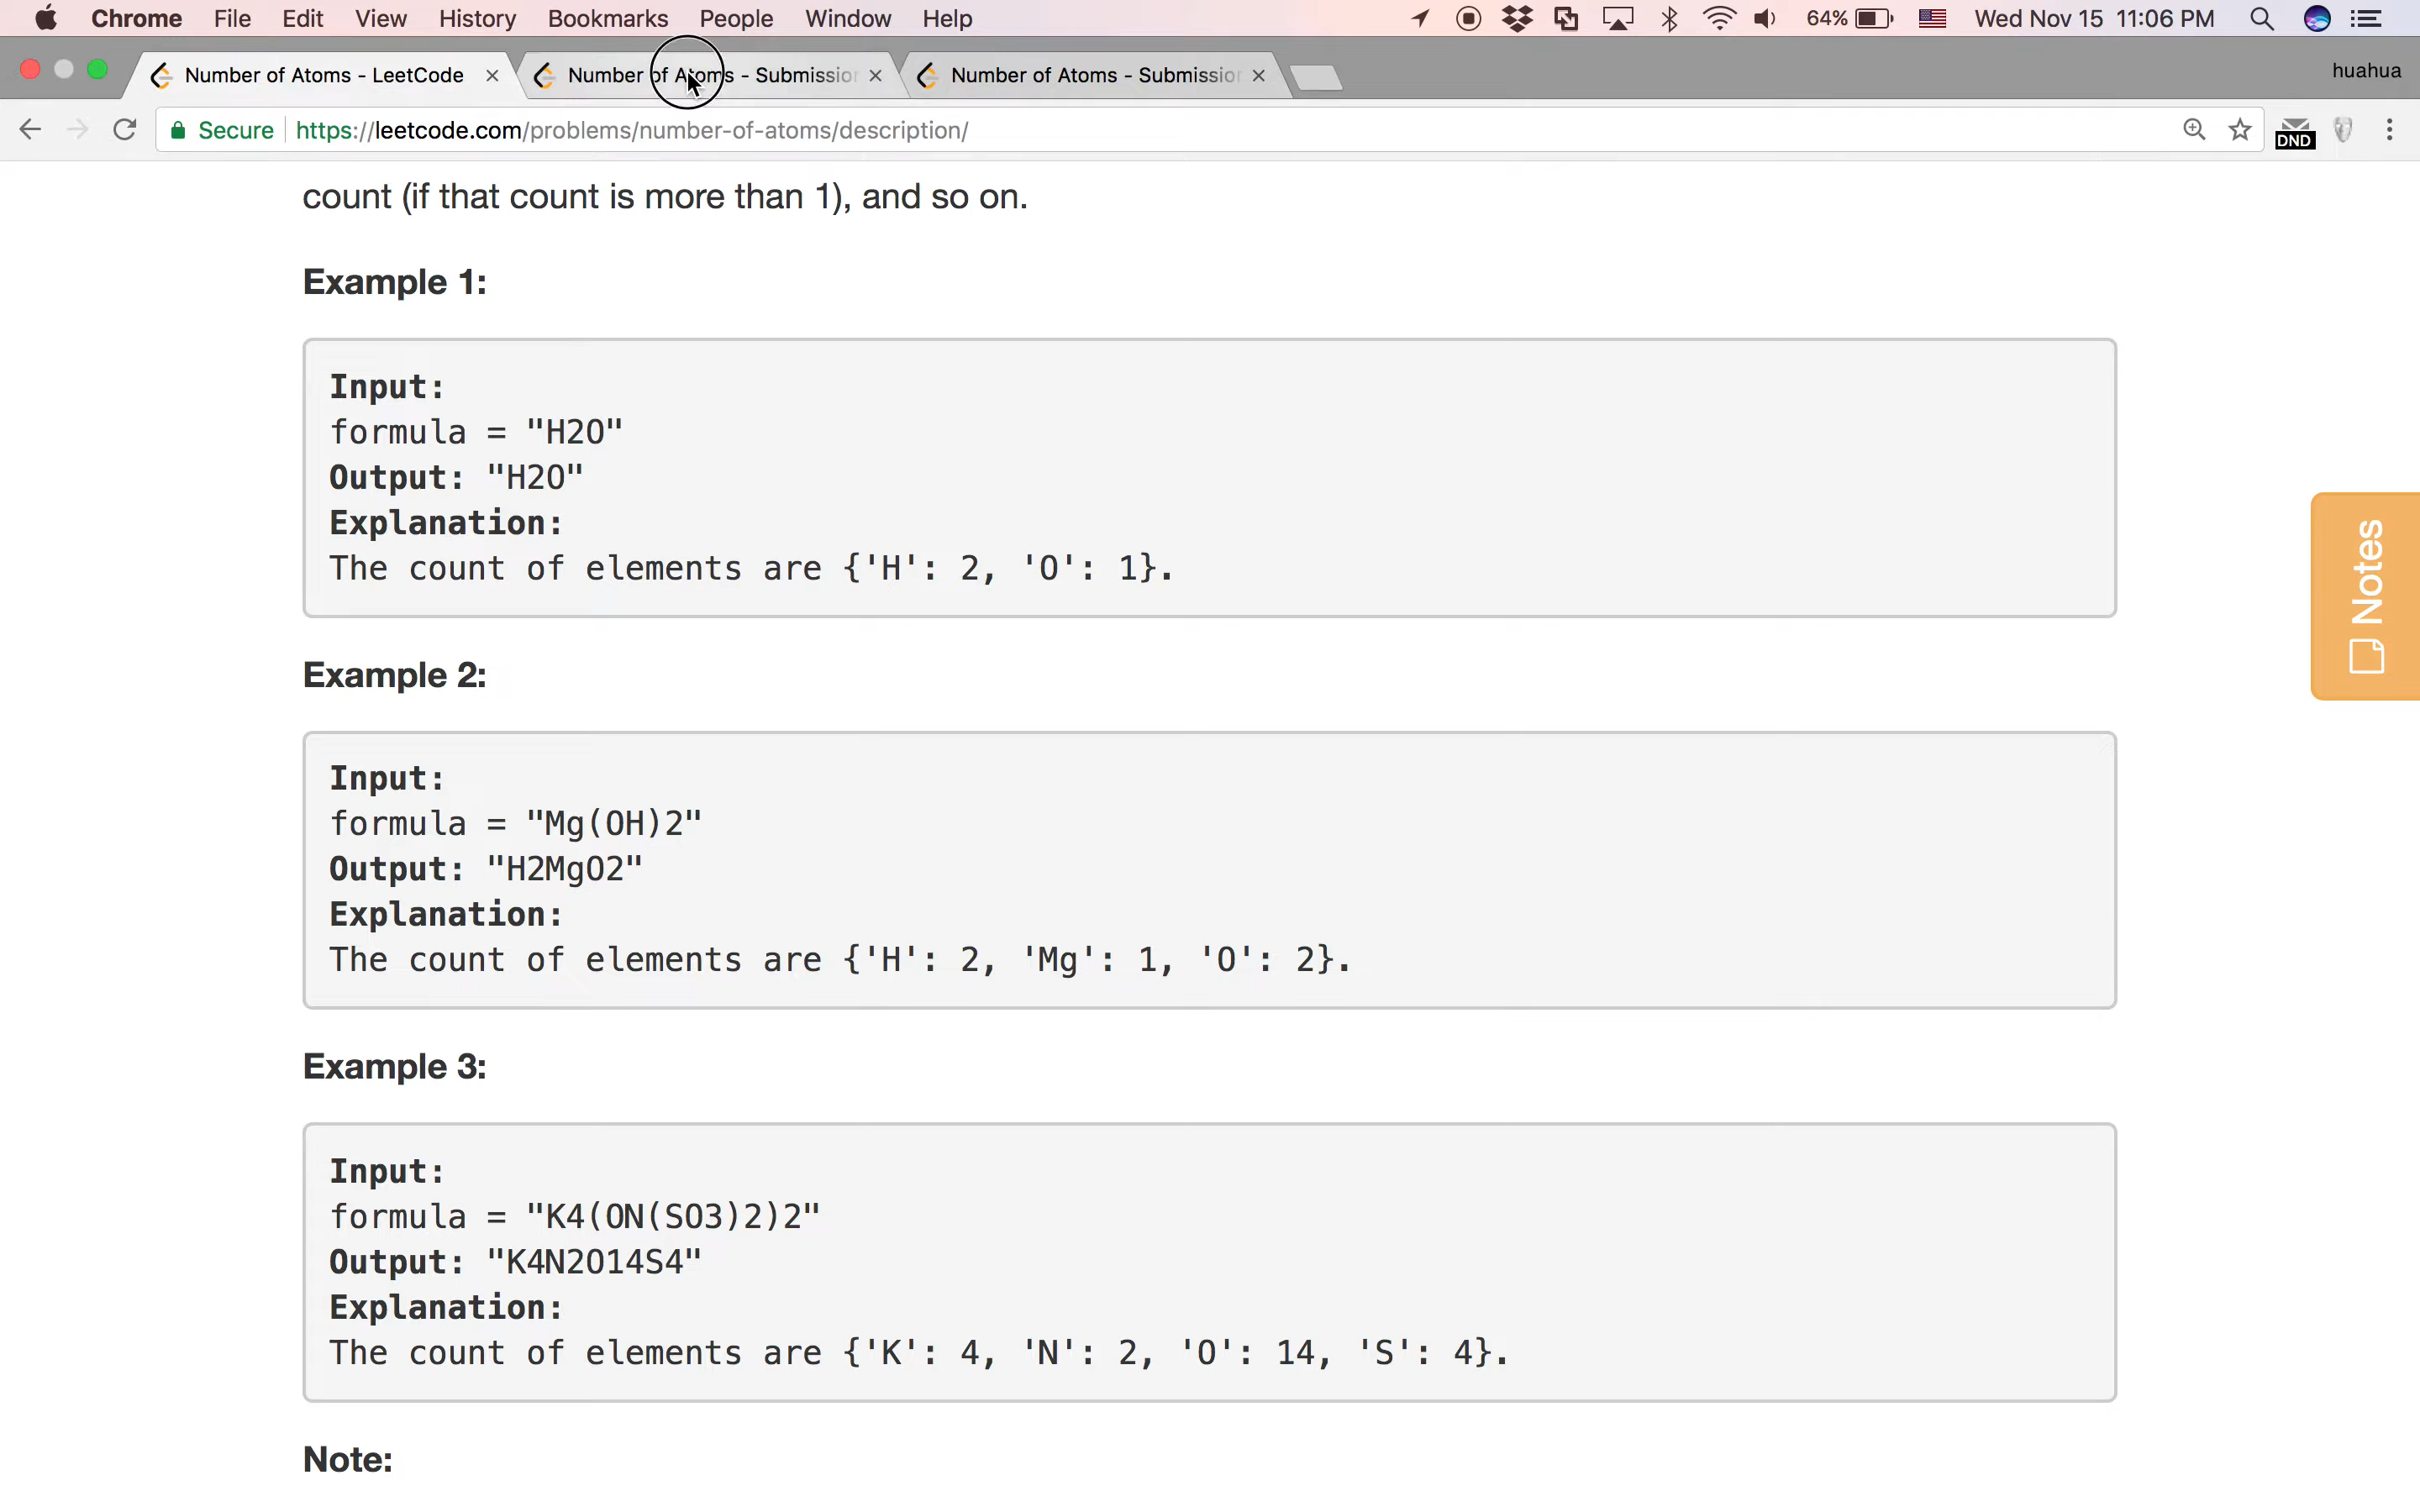 Chrome File Edit View History Bookmarks People Window Help 64% Wed Nov 15 11:06 PM
Number of Atoms - LeetCode Number of Atoms - Submission Number of Atoms - Submission huahua
Secure https://leetcode.com/problems/number-of-atoms/description/ DND
count (if that count is more than 1), and so on.
Example 1:
Input:
formula = "H2O"
Output: "H2O"
Explanation:
The count of elements are {'H': 2, 'O': 1}.
Notes
Example 2:
Input:
formula = "Mg(OH)2"
Output: "H2MgO2"
Explanation:
The count of elements are {'H': 2, 'Mg': 1, 'O': 2}.
Example 3:
Input:
formula = "K4(ON(SO3)2)2"
Output: "K4N2O14S4"
Explanation:
The count of elements are {'K': 4, 'N': 2, 'O': 14, 'S': 4}.
Note: